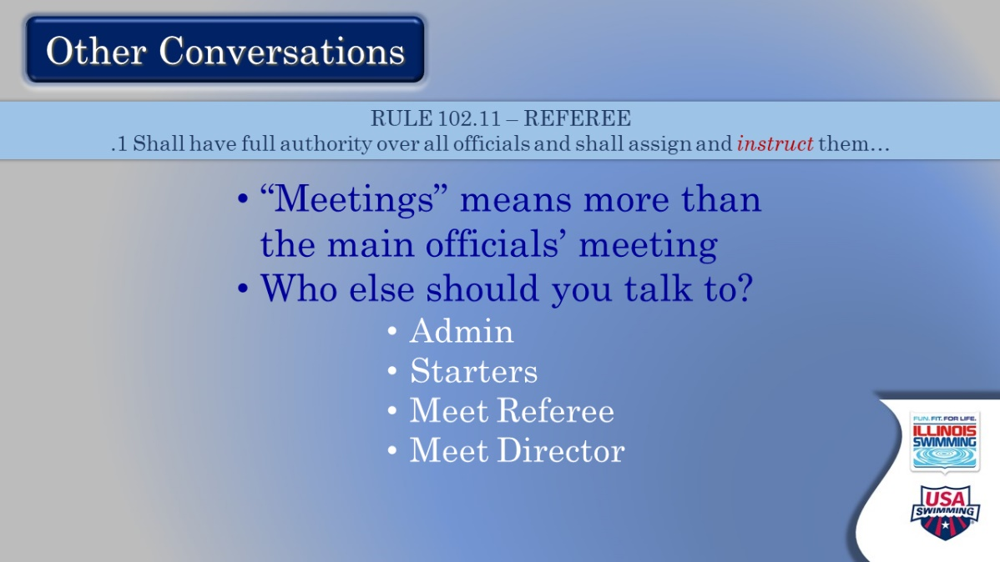 Other Conversations
RULE 102.11 – REFEREE
.1 Shall have full authority over all officials and shall assign and instruct them…
• “Meetings” means more than
the main officials’ meeting
• Who else should you talk to?
• Admin
• Starters
• Meet Referee
• Meet Director
FUN. FIT. FOR LIFE.
ILLINOIS
SWIMMING
USA
SWIMMING